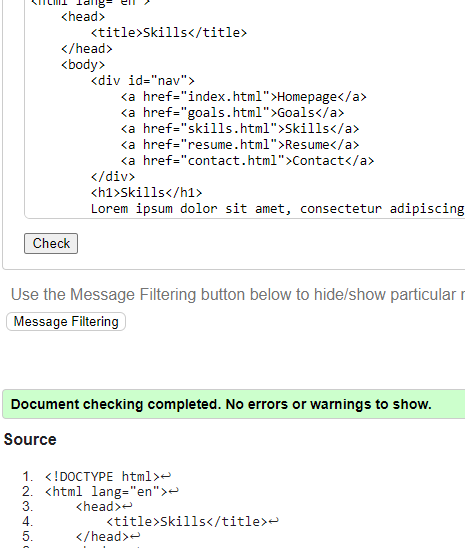 <html lang="en">
<head>
<title>Skills</title>
</head>
<body>
<div id="nav">
<a href="index.html">Homepage</a>
<a href="goals.html">Goals</a>
<a href="skills.html">Skills</a>
<a href="resume.html">Resume</a>
<a href="contact.html">Contact</a>
</div>
<h1>Skills</h1>
Lorem ipsum dolor sit amet, consectetur adipiscing
Check
Use the Message Filtering button below to hide/show particular
Message Filtering
Document checking completed. No errors or warnings to show.
Source
1. <!DOCTYPE html>↩
2. <html lang="en">↩
3. <head>↩
4. <title>Skills</title>↩
5. </head>↩